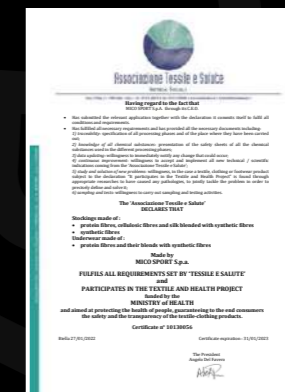 Associazione Tessile e Salute
Having regard to the fact that
MICO SPORT S.p.A. through its C.E.O.
• Has submitted the relevant application together with the declaration it commits itself to fulfil all
conditions and requirements.
• Has fulfilled all necessary requirements and has provided all the necessary documents including:
1) traceability: specification of all processing phases and of the place where they have been carried
out;
2) knowledge of all chemical substances: presentation of the safety sheets of all the chemical
substances used in the different processing phases;
3) data updating: willingness to immediately notify any change that could occur;
4) continuous improvement: willingness to accept and implement all new technical / scientific
indications coming from the 'Associazione Tessile e Salute';
5) study and solution of new problems: willingness, in the case a textile, clothing or footwear product
subject to the declaration "It participates in the Textile and Health Project" is found through
appropriate researches to have caused any pathologies, to jointly tackle the problem in order to
precisely define and solve it;
6) sampling and tests: willingness to carry out sampling and testing activities.
The 'Associazione Tessile e Salute'
DECLARES THAT
Stockings made of :
• protein fibres, cellulosic fibres and silk blended with synthetic fibres
• synthetic fibres
Underwear made of :
• protein and their blends with synthetic fibres
Made by
MICO SPORT S.p.a.
FULFILS ALL REQUIREMENTS SET BY 'TESSILE E SALUTE'
and
PARTICIPATES IN THE TEXTILE AND HEALTH PROJECT
funded by the
MINISTRY OF HEALTH
and aimed at protecting the health of people, guaranteeing to the end consumers
the safety and the transparency of the textile-clothing products.
Certificate n° 10130056
Biella 27/01/2022 Certificate expiration: 31/01/2023
The President
Angelo Del Favero